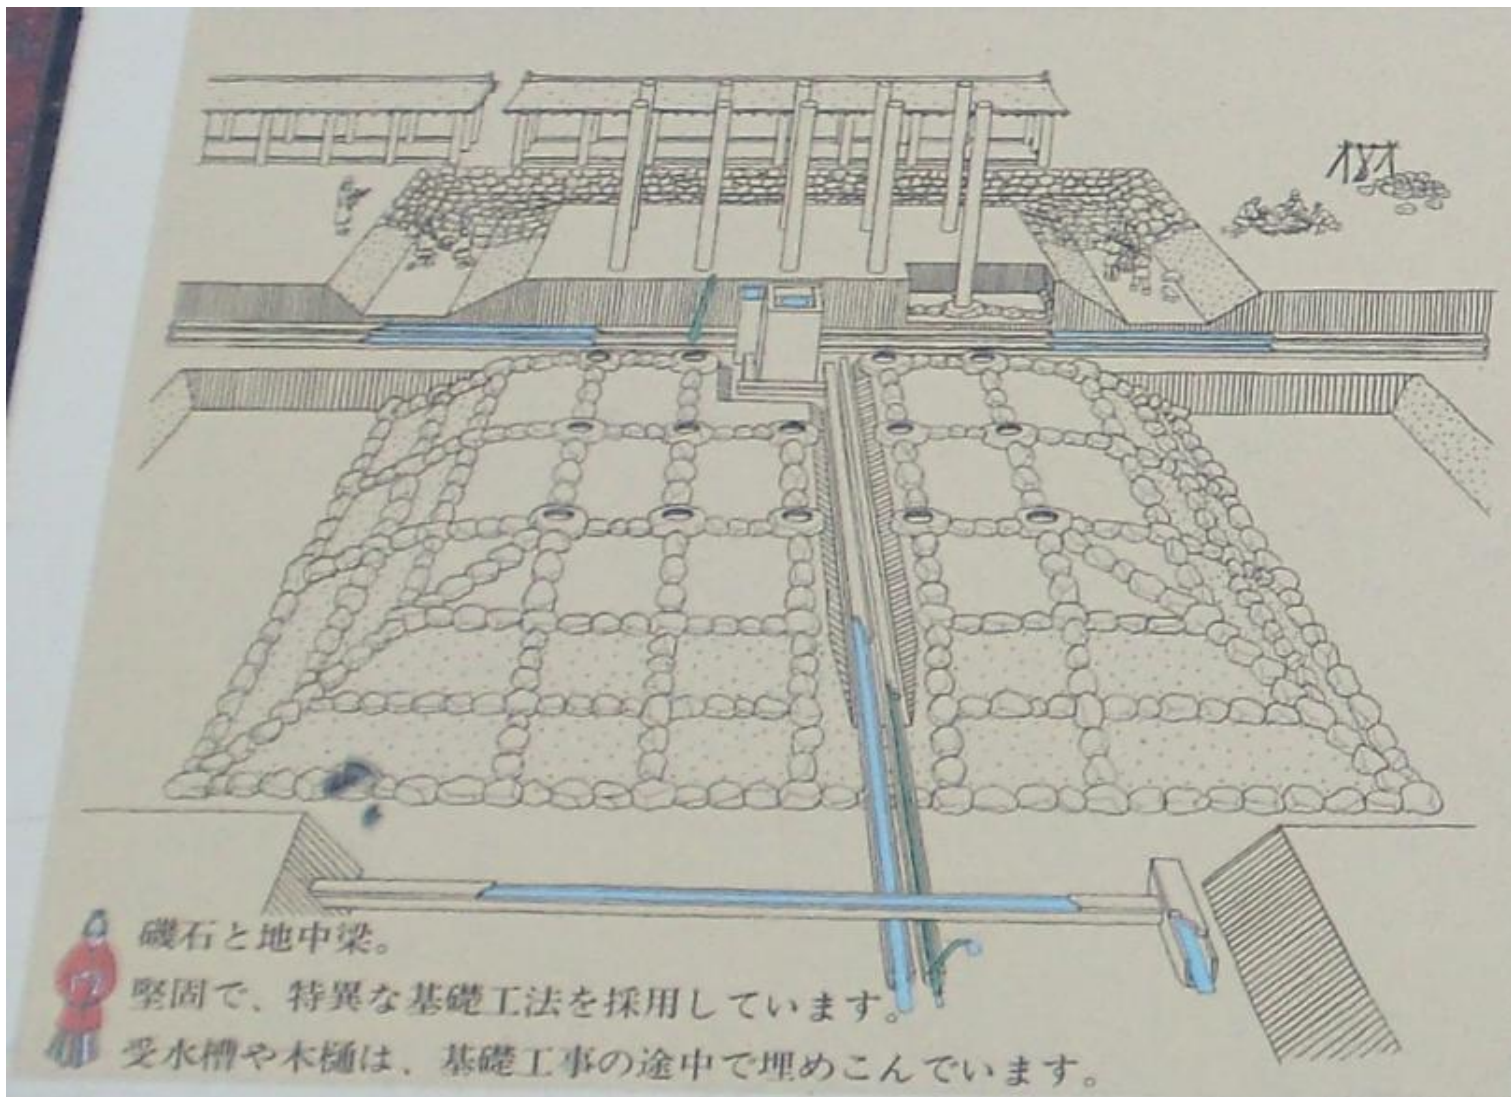 礎石と地中梁。
堅固で、特異な基礎工法を採用しています。
受水槽や木樋は、基礎工事の途中で埋めこんでいます。